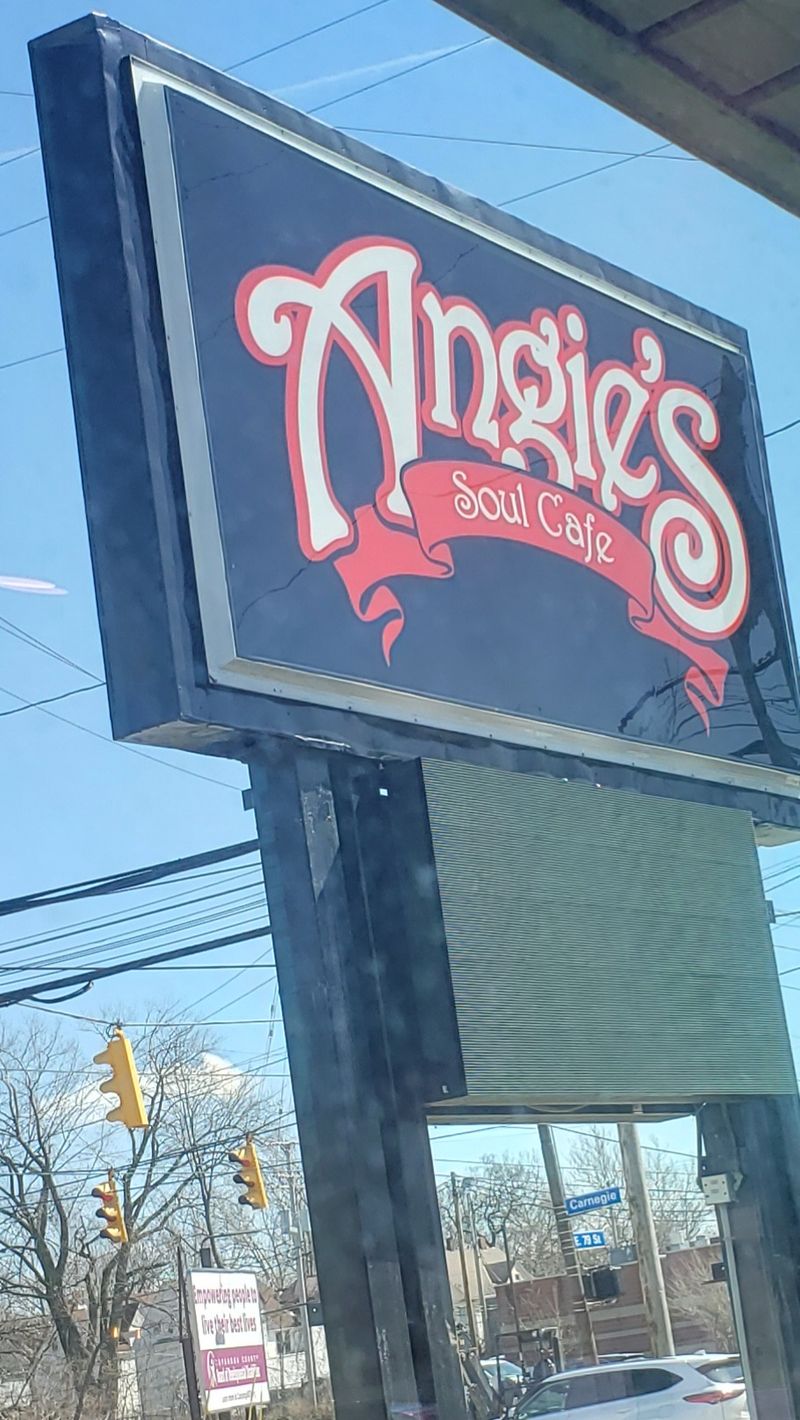 Angie's
Soul Cafe
Carnegie
E. 79 St
Empowering people to
live their best lives